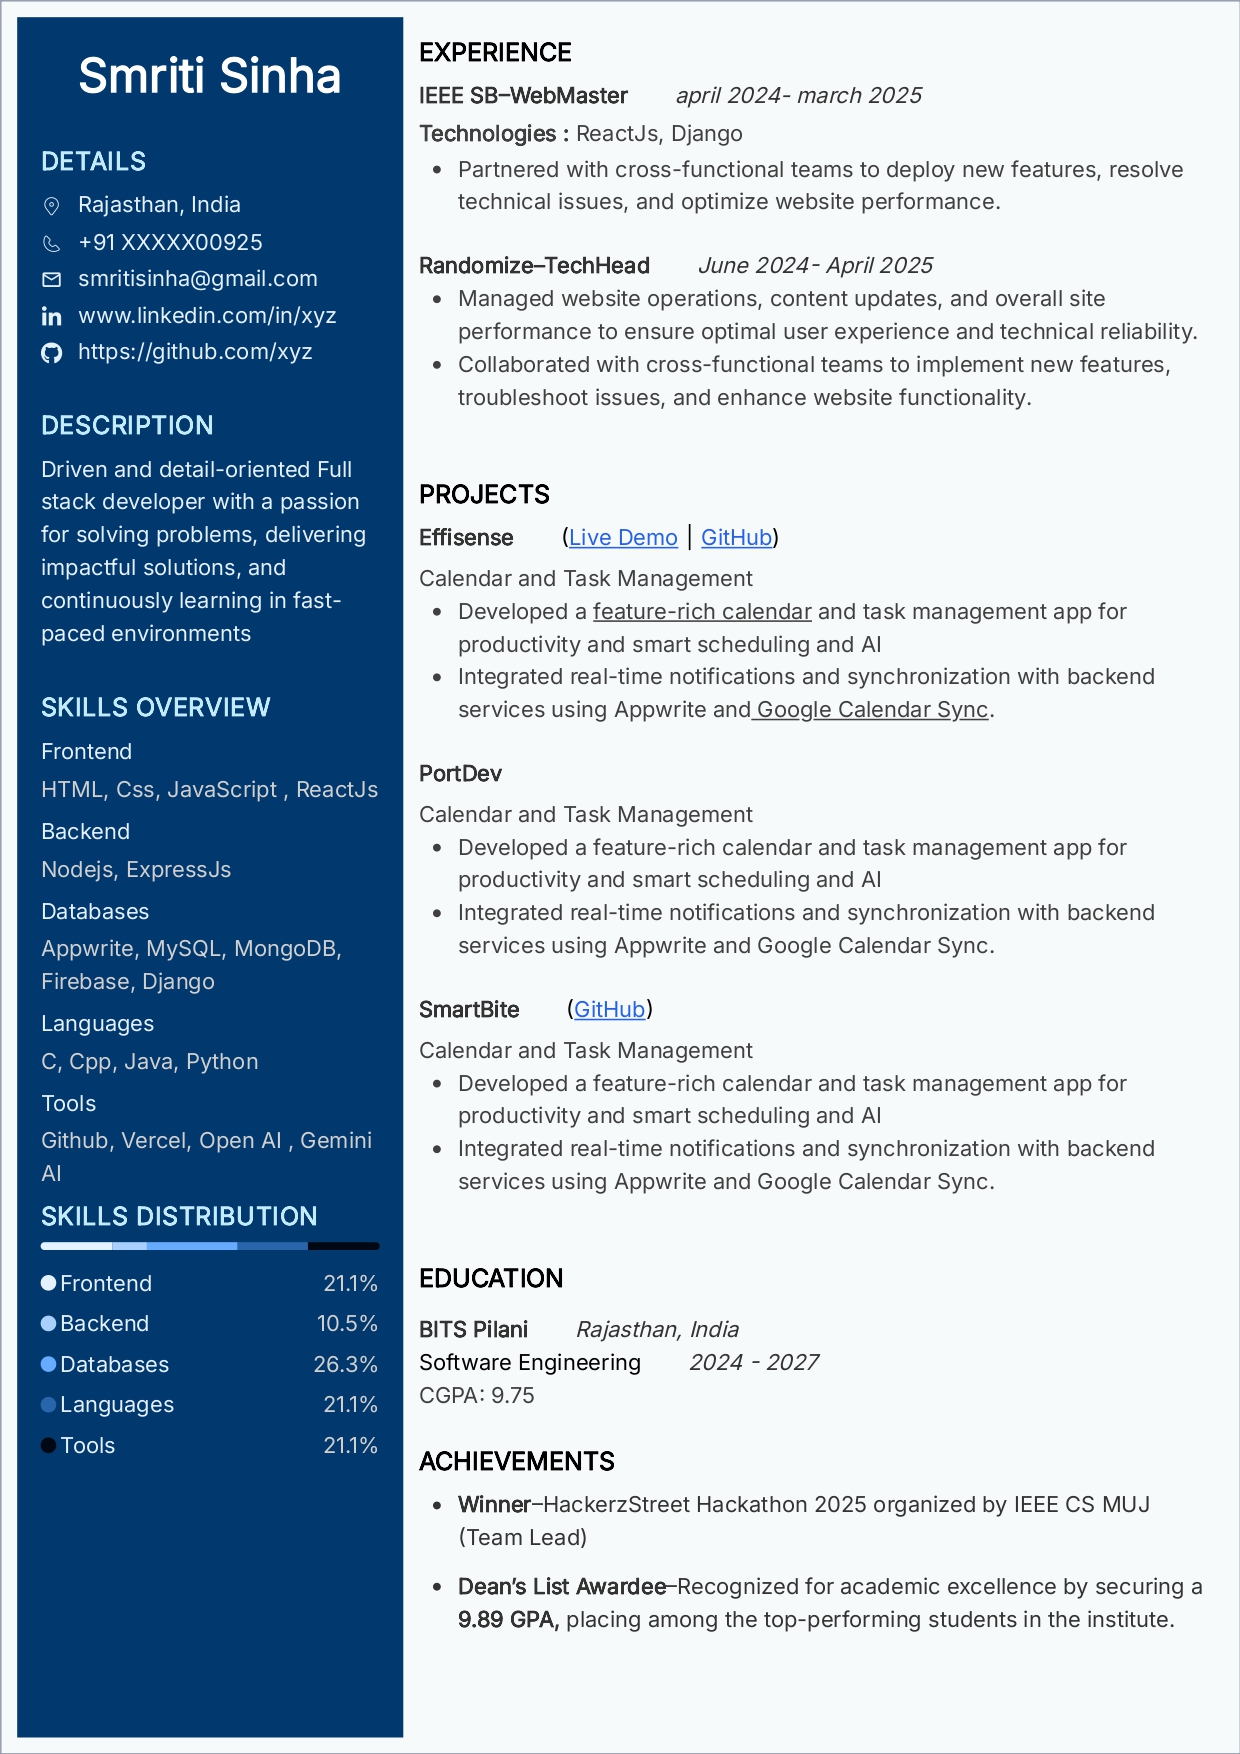 Smriti Sinha
DETAILS
Rajasthan, India
+91 XXXXX00925
smritisinha@gmail.com
www.linkedin.com/in/xyz
https://github.com/xyz
DESCRIPTION
Driven and detail-oriented Full
stack developer with a passion
for solving problems, delivering
impactful solutions, and
continuously learning in fast-
paced environments
SKILLS OVERVIEW
Frontend
HTML, Css, JavaScript , ReactJs
Backend
Nodejs, ExpressJs
Databases
Appwrite, MySQL, MongoDB,
Firebase, Django
Languages
C, Cpp, Java, Python
Tools
Github, Vercel, Open AI , Gemini
AI
SKILLS DISTRIBUTION
Frontend 21.1%
Backend 10.5%
Databases 26.3%
Languages 21.1%
Tools 21.1%
EXPERIENCE
IEEE SB–WebMaster april 2024- march 2025
Technologies : ReactJs, Django
• Partnered with cross-functional teams to deploy new features, resolve
technical issues, and optimize website performance.
Randomize–TechHead June 2024- April 2025
• Managed website operations, content updates, and overall site
performance to ensure optimal user experience and technical reliability.
• Collaborated with cross-functional teams to implement new features,
troubleshoot issues, and enhance website functionality.
PROJECTS
Effisense (Live Demo | GitHub)
Calendar and Task Management
• Developed a feature-rich calendar and task management app for
productivity and smart scheduling and AI
• Integrated real-time notifications and synchronization with backend
services using Appwrite and Google Calendar Sync.
PortDev
Calendar and Task Management
• Developed a feature-rich calendar and task management app for
productivity and smart scheduling and AI
• Integrated real-time notifications and synchronization with backend
services using Appwrite and Google Calendar Sync.
SmartBite (GitHub)
Calendar and Task Management
• Developed a feature-rich calendar and task management app for
productivity and smart scheduling and AI
• Integrated real-time notifications and synchronization with backend
services using Appwrite and Google Calendar Sync.
EDUCATION
BITS Pilani Rajasthan, India
Software Engineering 2024 - 2027
CGPA: 9.75
ACHIEVEMENTS
• Winner–HackerzStreet Hackathon 2025 organized by IEEE CS MUJ
(Team Lead)
• Dean’s List Awardee–Recognized for academic excellence by securing a
9.89 GPA, placing among the top-performing students in the institute.